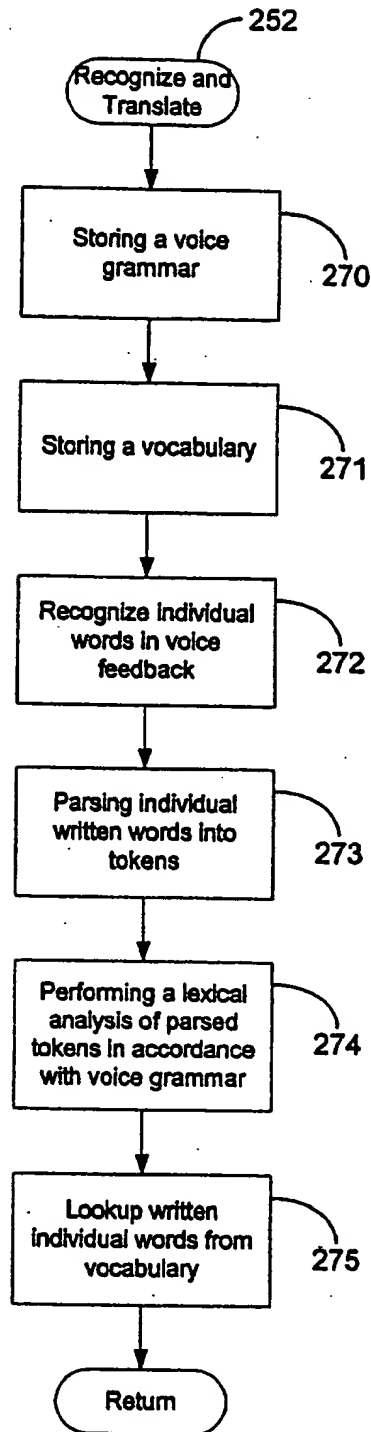 252
Recognize and
Translate
Storing a voice
grammar
270
Storing a vocabulary
271
Recognize individual
words in voice
feedback
272
Parsing individual
written words into
tokens
273
Performing a lexical
analysis of parsed
tokens in accordance
with voice grammar
274
Lookup written
individual words from
vocabulary
275
Return